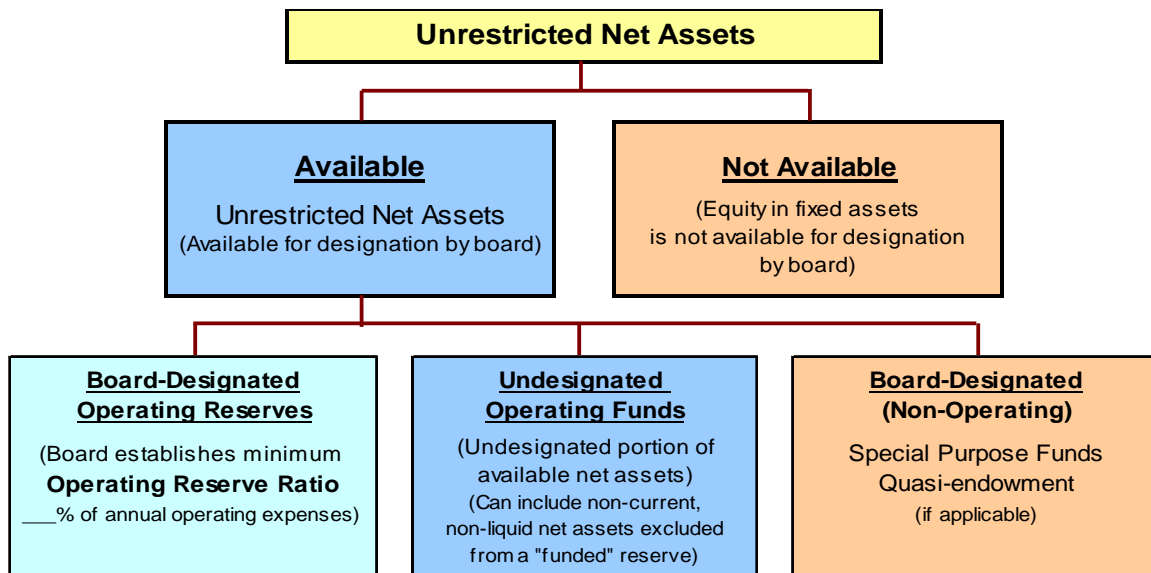 Unrestricted Net Assets
Available
Unrestricted Net Assets
(Available for designation by board)
Not Available
(Equity in fixed assets
is not available for designation
by board)
Board-Designated
Operating Reserves
(Board establishes minimum
Operating Reserve Ratio
___% of annual operating expenses)
Undesignated
Operating Funds
(Undesignated portion of
available net assets)
(Can include non-current,
non-liquid net assets excluded
from a "funded" reserve)
Board-Designated
(Non-Operating)
Special Purpose Funds
Quasi-endowment
(if applicable)